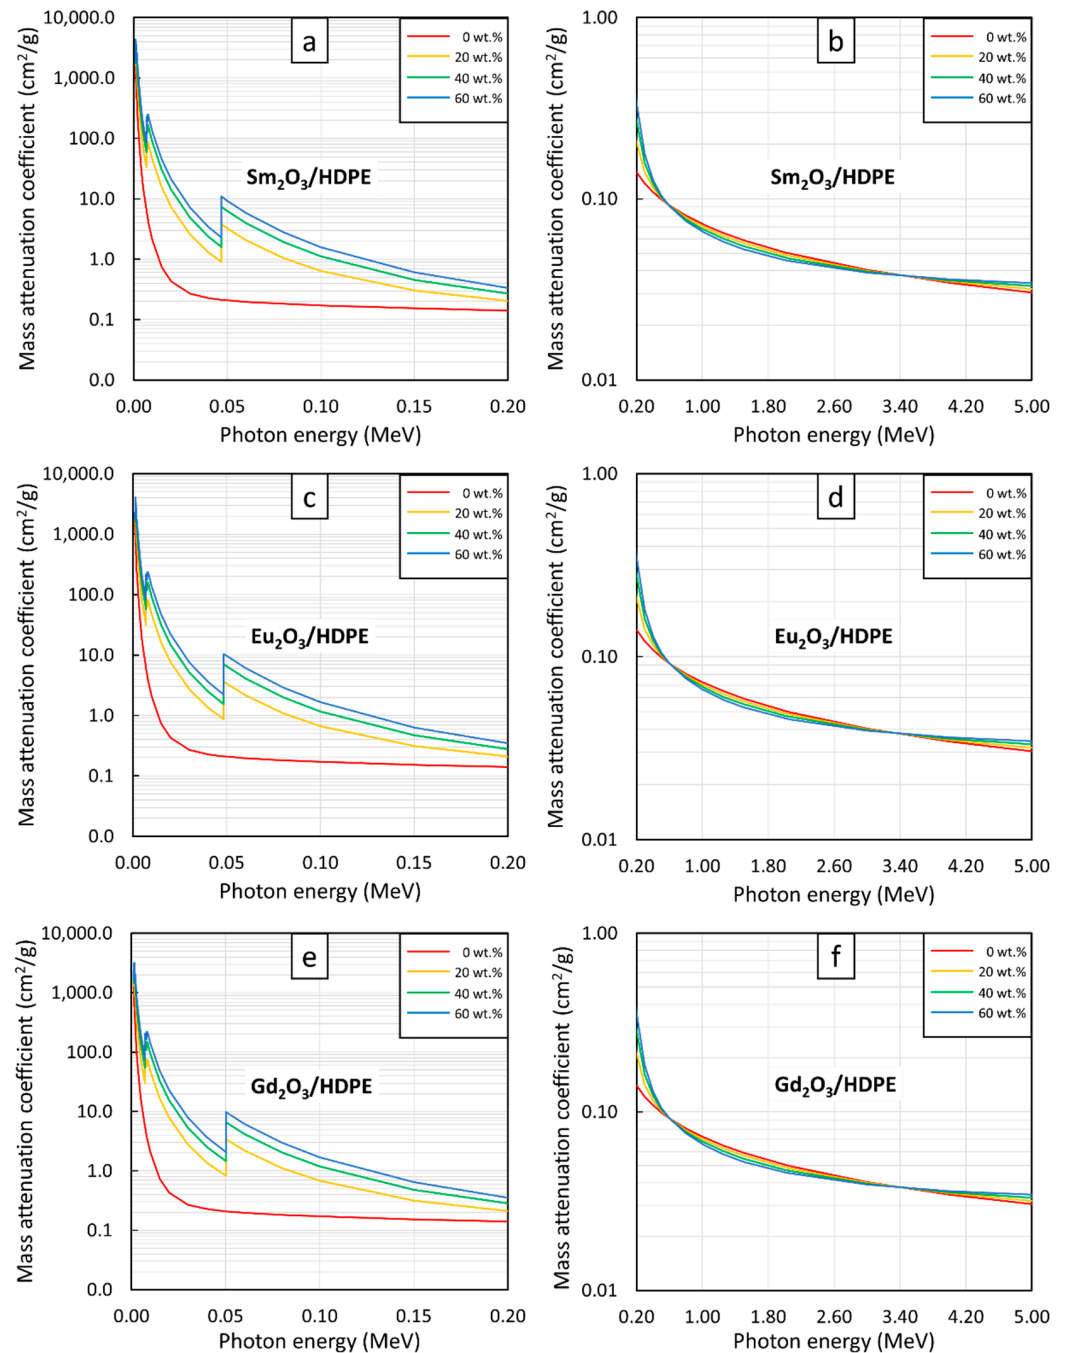 a
10,000.0
1,000.0
100.0
10.0
1.0
0.1
0.0
Mass attenuation coefficient (cm²/g)
0 wt.%
20 wt.%
40 wt.%
60 wt.%
Sm₂O₃/HDPE
0.00 0.05 0.10 0.15 0.20
Photon energy (MeV)
b
1.00
0.10
0.01
Mass attenuation coefficient (cm²/g)
0 wt.%
20 wt.%
40 wt.%
60 wt.%
Sm₂O₃/HDPE
0.20 1.00 1.80 2.60 3.40 4.20 5.00
Photon energy (MeV)
c
10,000.0
1,000.0
100.0
10.0
1.0
0.1
0.0
Mass attenuation coefficient (cm²/g)
0 wt.%
20 wt.%
40 wt.%
60 wt.%
Eu₂O₃/HDPE
0.00 0.05 0.10 0.15 0.20
Photon energy (MeV)
d
1.00
0.10
0.01
Mass attenuation coefficient (cm²/g)
0 wt.%
20 wt.%
40 wt.%
60 wt.%
Eu₂O₃/HDPE
0.20 1.00 1.80 2.60 3.40 4.20 5.00
Photon energy (MeV)
e
10,000.0
1,000.0
100.0
10.0
1.0
0.1
0.0
Mass attenuation coefficient (cm²/g)
0 wt.%
20 wt.%
40 wt.%
60 wt.%
Gd₂O₃/HDPE
0.00 0.05 0.10 0.15 0.20
Photon energy (MeV)
f
1.00
0.10
0.01
Mass attenuation coefficient (cm²/g)
0 wt.%
20 wt.%
40 wt.%
60 wt.%
Gd₂O₃/HDPE
0.20 1.00 1.80 2.60 3.40 4.20 5.00
Photon energy (MeV)